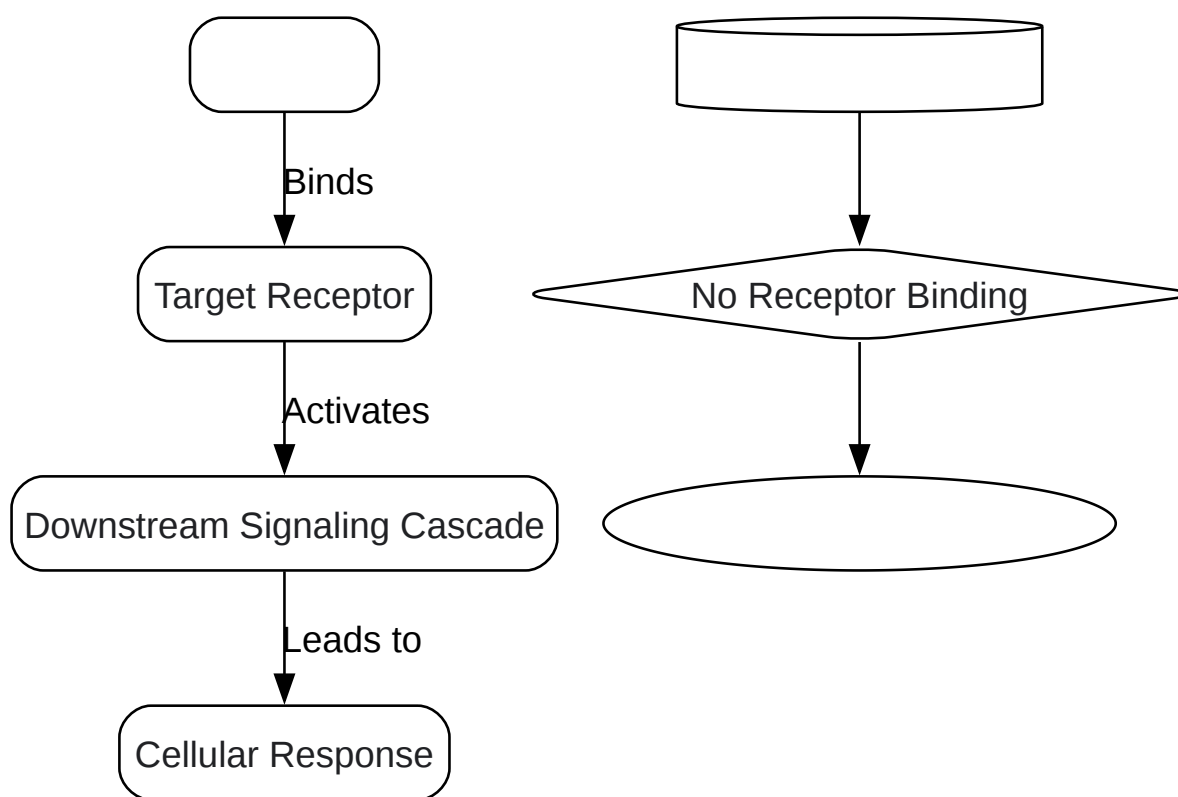 Binds
Target Receptor
No Receptor Binding
Activates
Downstream Signaling Cascade
Leads to
Cellular Response